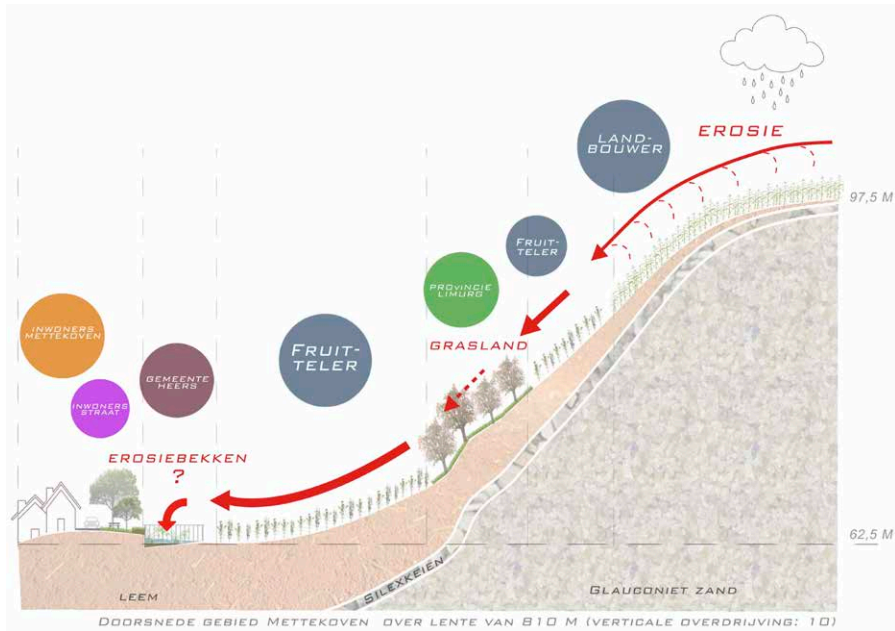 LAND-
BOUWER
EROSIE
97,5 M
FRUIT-
TELER
PROVINCIE
LIMURG
INWONERS
METTEKOVEN
FRUIT-
TELER
GRASLAND
GEMEENTE
HEERS
INWONERS
STRAAT
EROSIEBEKKEN
?
62,5 M
LEEM
SILEXKEIEN
GLAUCONIET ZAND
DOORSNEDE GEBIED METTEKOVEN OVER LENTE VAN 810 M (VERTICALE OVERDRIJVING: 10)